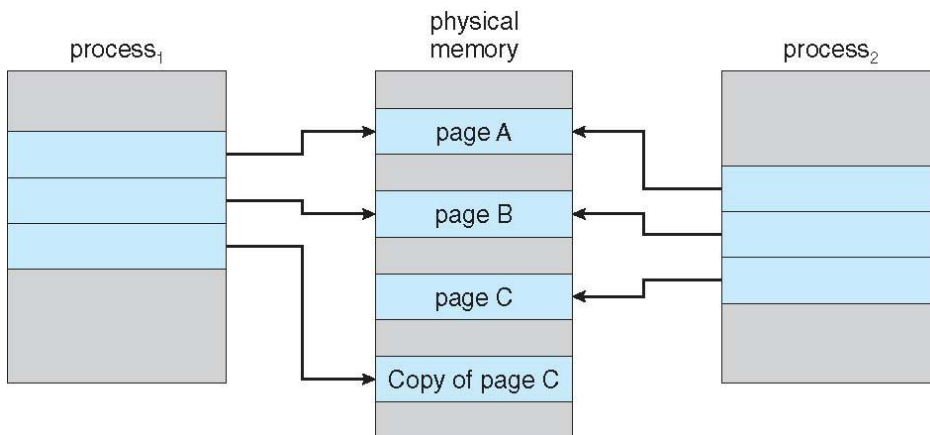 process₁
physical
memory
process₂
page A
page B
page C
Copy of page C